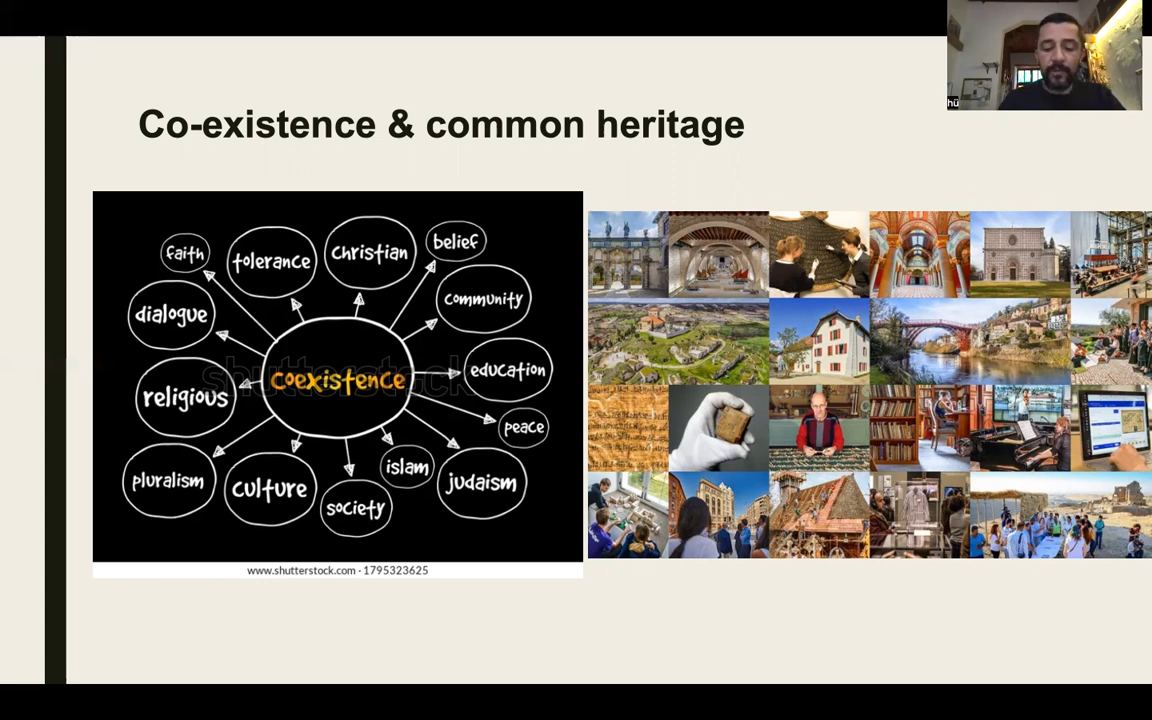 hü
Co-existence & common heritage
faith
tolerance
Christian
belief
dialogue
community
coexistence
education
religious
peace
pluralism
culture
society
islam
judaism
shutterstock
www.shutterstock.com · 1795323625